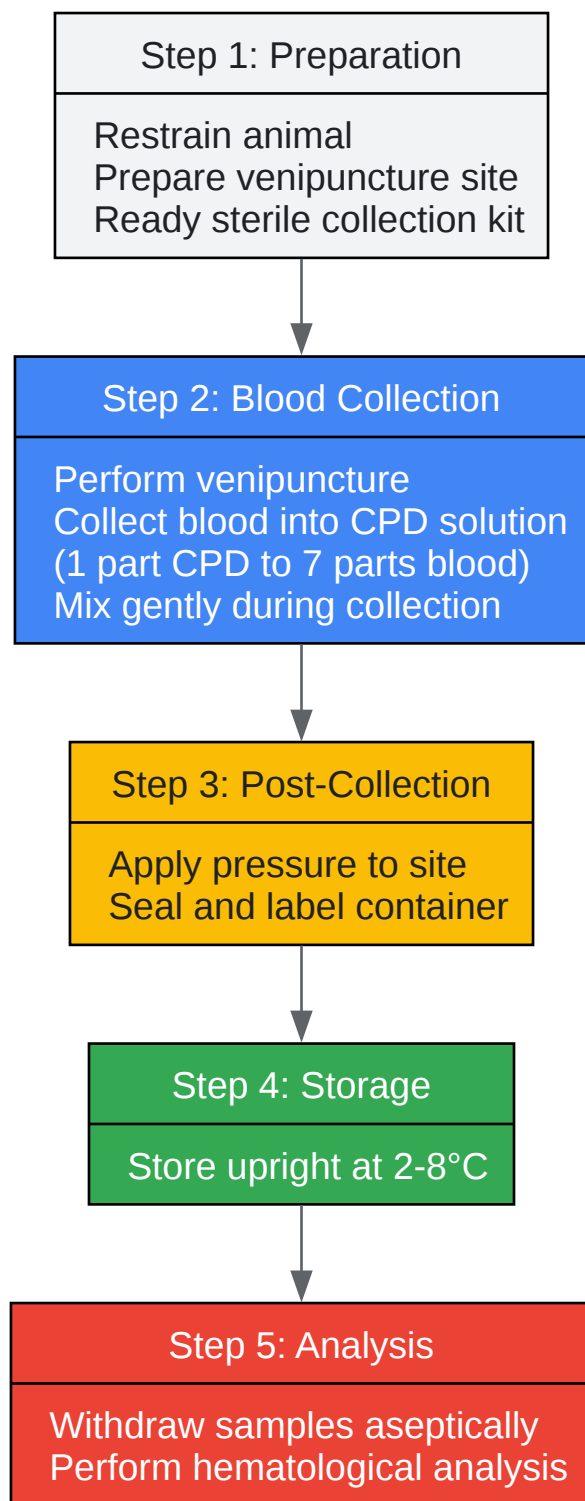 Step 1: Preparation
Restrain animal
Prepare venipuncture site
Ready sterile collection kit
Step 2: Blood Collection
Perform venipuncture
Collect blood into CPD solution
(1 part CPD to 7 parts blood)
Mix gently during collection
Step 3: Post-Collection
Apply pressure to site
Seal and label container
Step 4: Storage
Store upright at 2-8°C
Step 5: Analysis
Withdraw samples aseptically
Perform hematological analysis